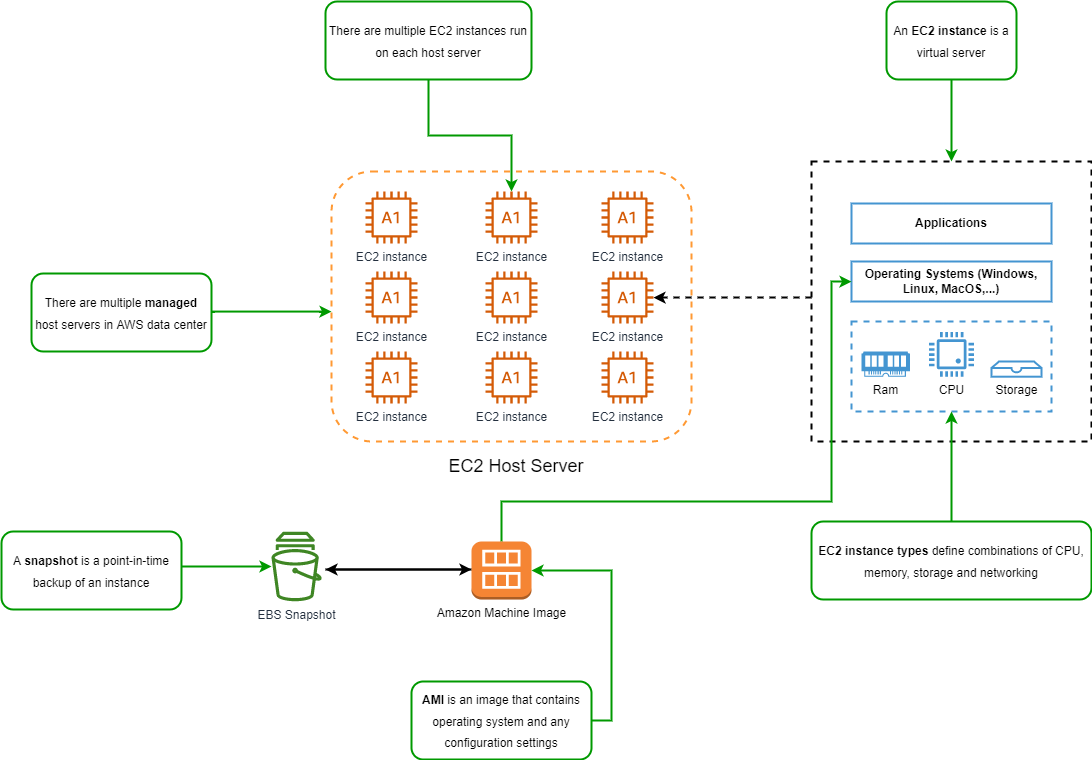 There are multiple EC2 instances run
on each host server
An EC2 instance is a
virtual server
A1
A1
A1
EC2 instance
EC2 instance
EC2 instance
A1
A1
A1
EC2 instance
EC2 instance
EC2 instance
A1
A1
A1
EC2 instance
EC2 instance
EC2 instance
EC2 Host Server
There are multiple managed
host servers in AWS data center
Applications
Operating Systems (Windows,
Linux, MacOS,...)
Ram
CPU
Storage
EC2 instance types define combinations of CPU,
memory, storage and networking
A snapshot is a point-in-time
backup of an instance
EBS Snapshot
Amazon Machine Image
AMI is an image that contains
operating system and any
configuration settings